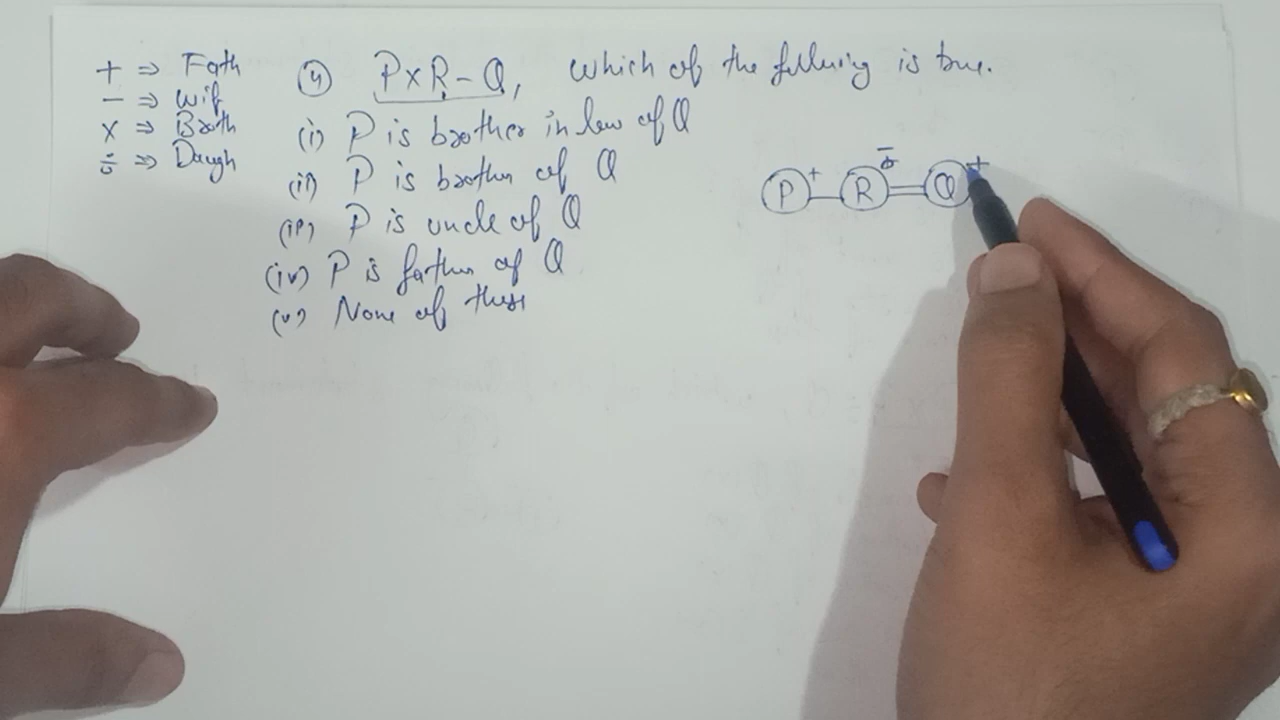 + ⇒ Fath
− ⇒ Wif
× ⇒ Broth
÷ ⇒ Daugh
(4) P×R−Q, which of the following is true.
(i) P is brother in law of Q
(ii) P is brother of Q
(iii) P is uncle of Q
(iv) P is farther of Q
(v) None of these
P + R − Q +